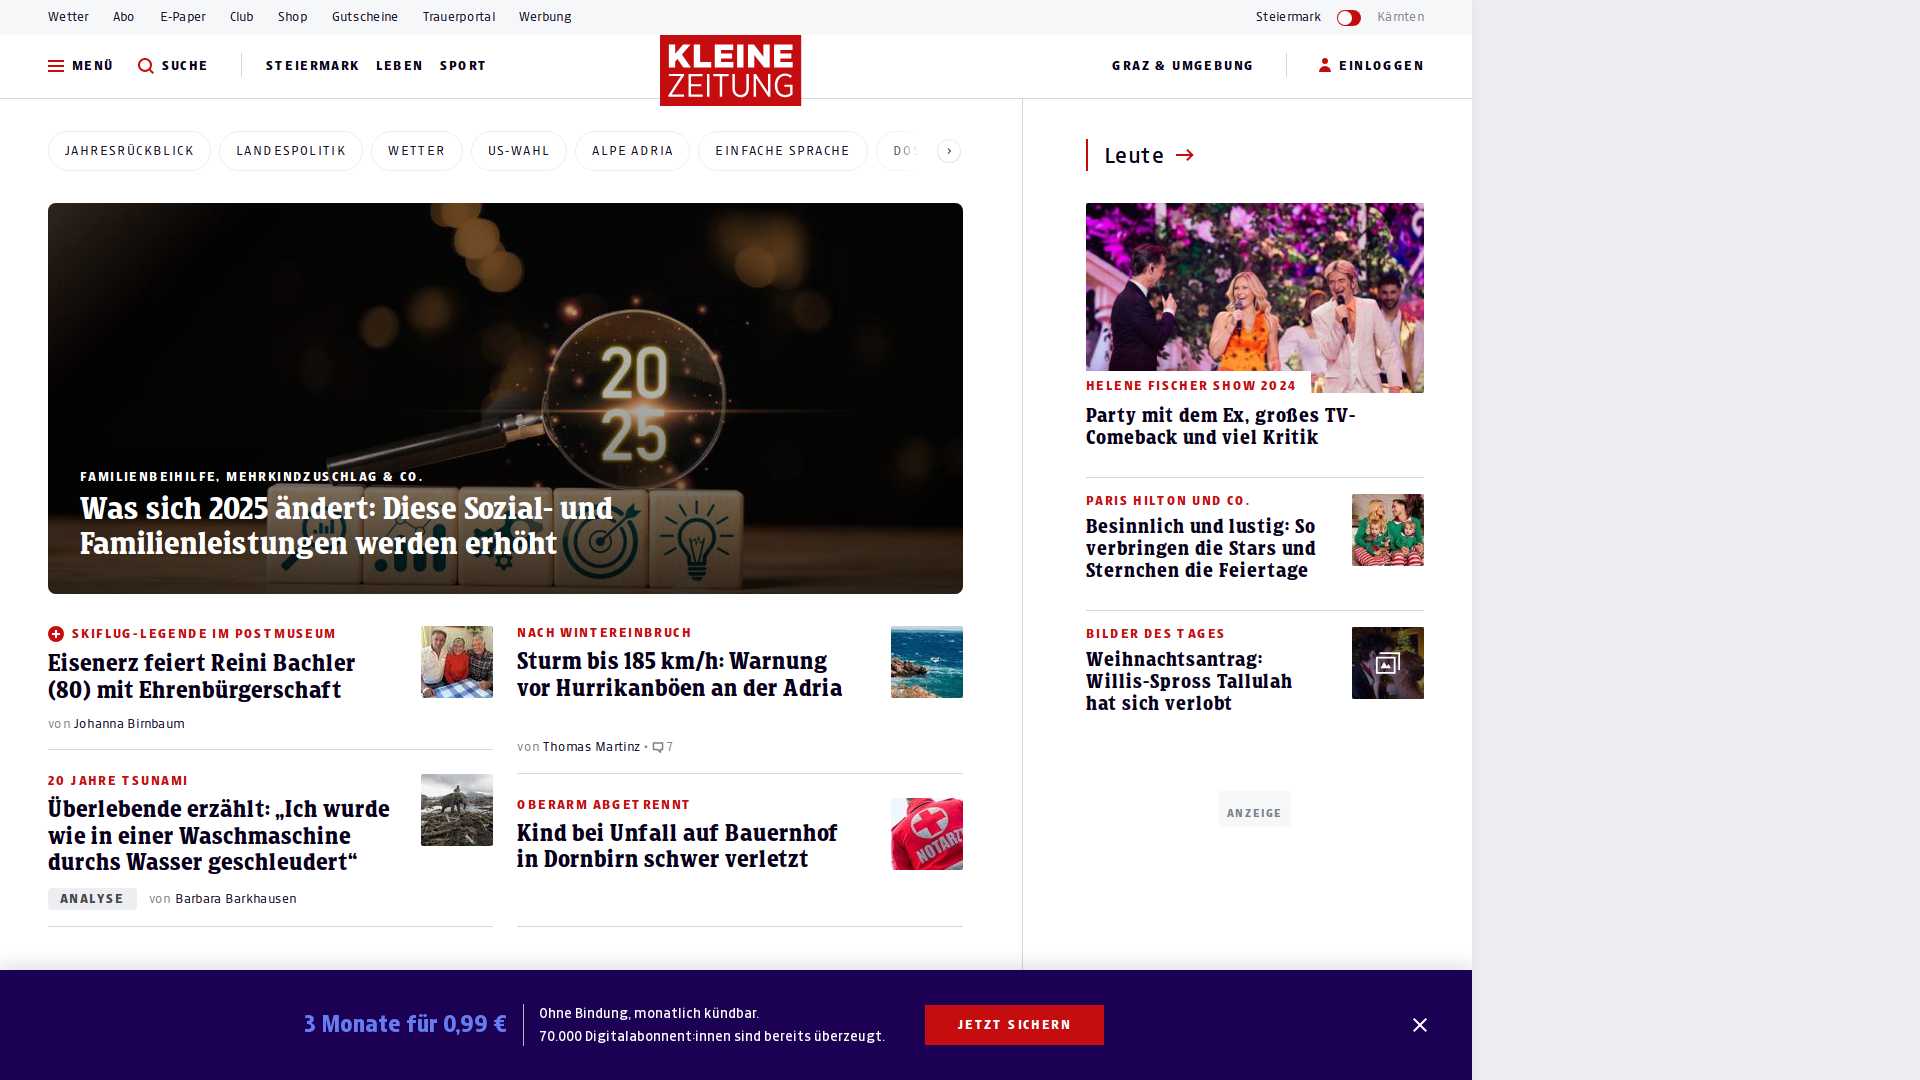 Wetter Abo E-Paper Club Shop Gutscheine Trauerportal Werbung Steiermark Kärnten
MENÜ SUCHE STEIERMARK LEBEN SPORT KLEINE ZEITUNG GRAZ & UMGEBUNG EINLOGGEN
JAHRESRÜCKBLICK LANDESPOLITIK WETTER US-WAHL ALPE ADRIA EINFACHE SPRACHE
20
25
FAMILIENBEIHILFE, MEHRKINDZUSCHLAG & CO.
Was sich 2025 ändert: Diese Sozial- und
Familienleistungen werden erhöht
SKIFLUG-LEGENDE IM POSTMUSEUM
Eisenerz feiert Reini Bachler
(80) mit Ehrenbürgerschaft
von Johanna Birnbaum
NACH WINTEREINBRUCH
Sturm bis 185 km/h: Warnung
vor Hurrikanböen an der Adria
von Thomas Martinz • 7
20 JAHRE TSUNAMI
Überlebende erzählt: „Ich wurde
wie in einer Waschmaschine
durchs Wasser geschleudert“
ANALYSE von Barbara Barkhausen
OBERARM ABGETRENNT
Kind bei Unfall auf Bauernhof
in Dornbirn schwer verletzt
NOTARZT
Leute
HELENE FISCHER SHOW 2024
Party mit dem Ex, großes TV-
Comeback und viel Kritik
PARIS HILTON UND CO.
Besinnlich und lustig: So
verbringen die Stars und
Sternchen die Feiertage
BILDER DES TAGES
Weihnachtsantrag:
Willis-Spross Tallulah
hat sich verlobt
ANZEIGE
3 Monate für 0,99 €
Ohne Bindung, monatlich kündbar.
70.000 Digitalabonnent:innen sind bereits überzeugt.
JETZT SICHERN